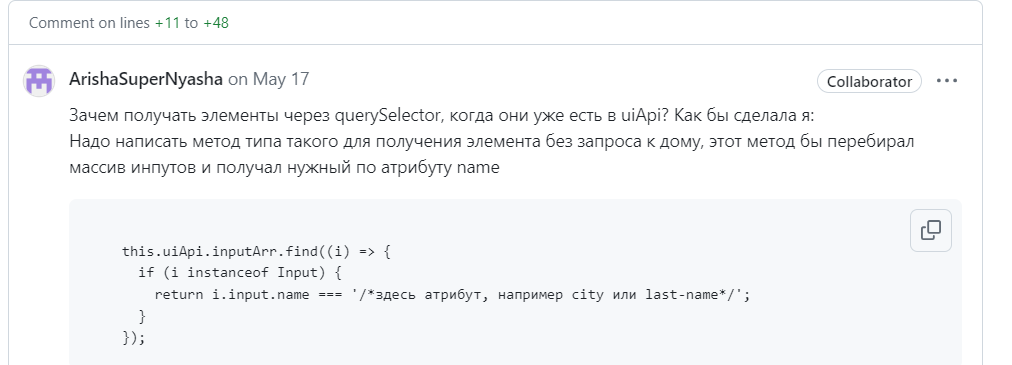 Comment on lines +11 to +48
ArishaSuperNyasha on May 17
Collaborator
Зачем получать элементы через querySelector, когда они уже есть в uiApi? Как бы сделала я:
Надо написать метод типа такого для получения элемента без запроса к дому, этот метод бы перебирал
массив инпутов и получал нужный по атрибуту name
this.uiApi.inputArr.find((i) => {
  if (i instanceof Input) {
    return i.input.name === '/*здесь атрибут, например city или last-name*/';
  }
});